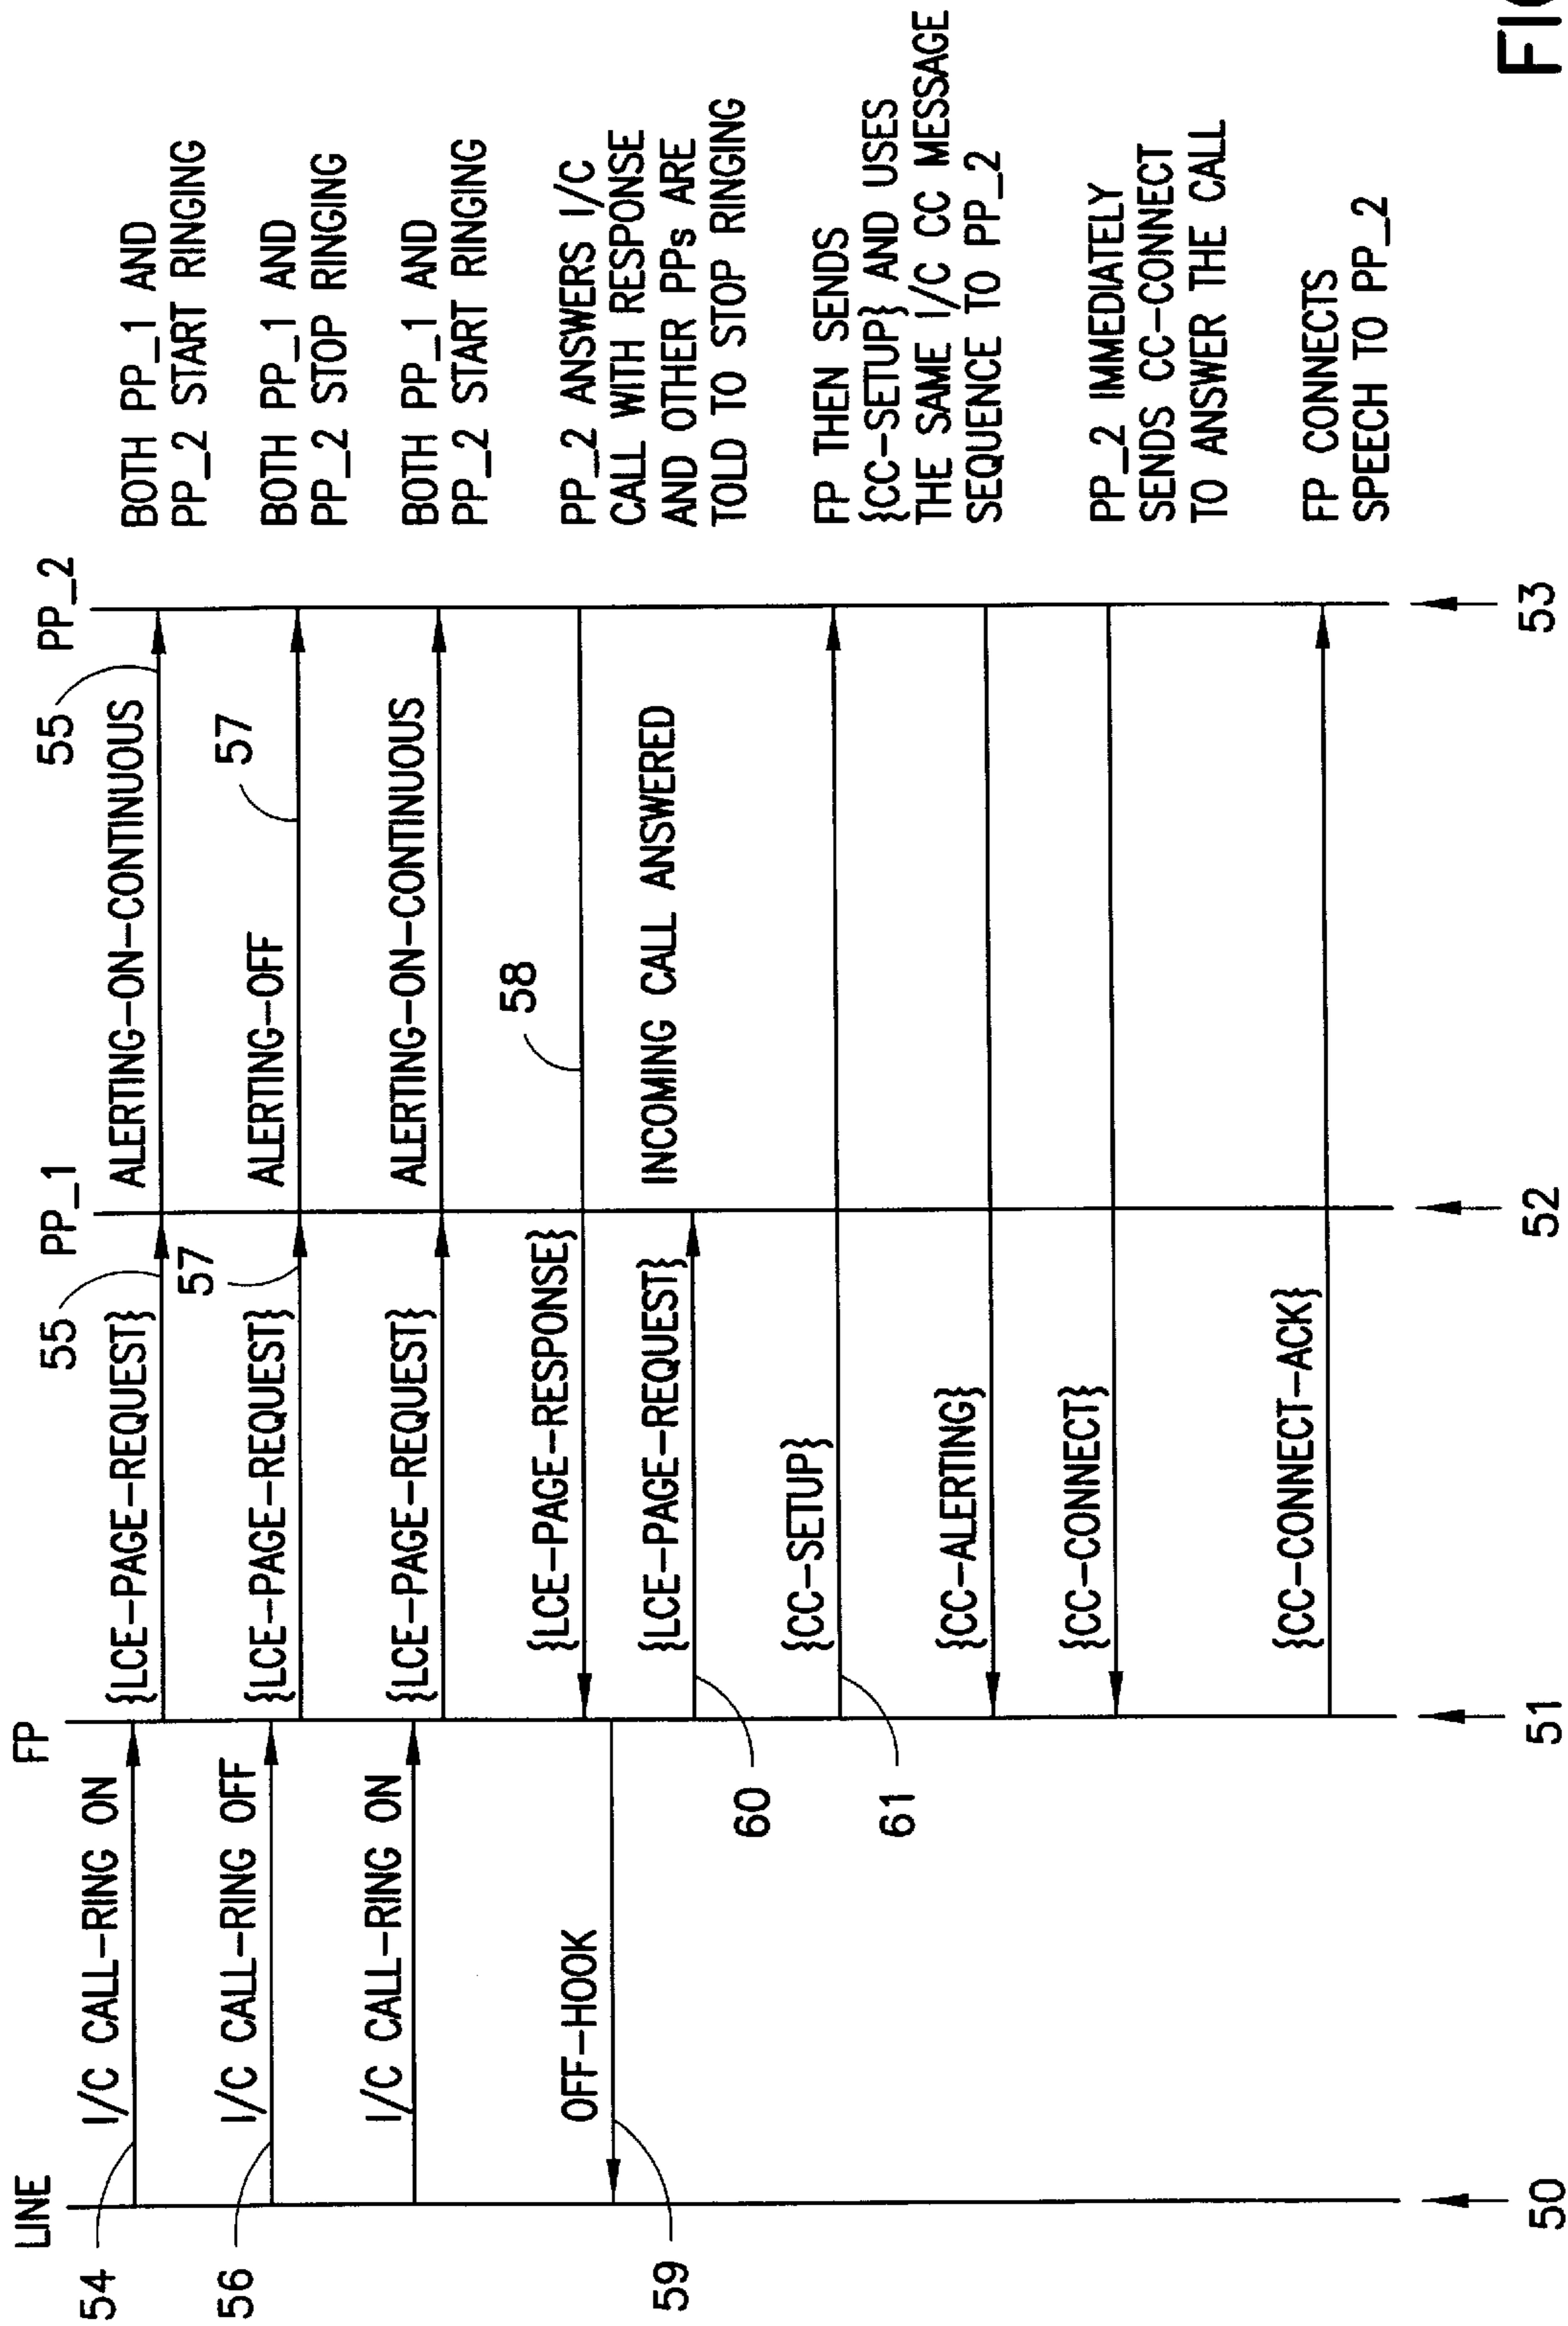 LINE
FP
PP_1
PP_2
54
I/C CALL-RING ON
55
{LCE-PAGE-REQUEST}
ALERTING-ON-CONTINUOUS
55
BOTH PP_1 AND
PP_2 START RINGING
56
I/C CALL-RING OFF
57
{LCE-PAGE-REQUEST}
ALERTING-OFF
57
BOTH PP_1 AND
PP_2 STOP RINGING
I/C CALL-RING ON
{LCE-PAGE-REQUEST}
ALERTING-ON-CONTINUOUS
BOTH PP_1 AND
PP_2 START RINGING
{LCE-PAGE-RESPONSE}
58
PP_2 ANSWERS I/C
CALL WITH RESPONSE
AND OTHER PPs ARE
TOLD TO STOP RINGING
OFF-HOOK
59
{LCE-PAGE-REQUEST}
INCOMING CALL ANSWERED
60
{CC-SETUP}
61
FP THEN SENDS
{CC-SETUP} AND USES
THE SAME I/C CC MESSAGE
SEQUENCE TO PP_2
{CC-ALERTING}
{CC-CONNECT}
PP_2 IMMEDIATELY
SENDS CC-CONNECT
TO ANSWER THE CALL
{CC-CONNECT-ACK}
FP CONNECTS
SPEECH TO PP_2
50
51
52
53